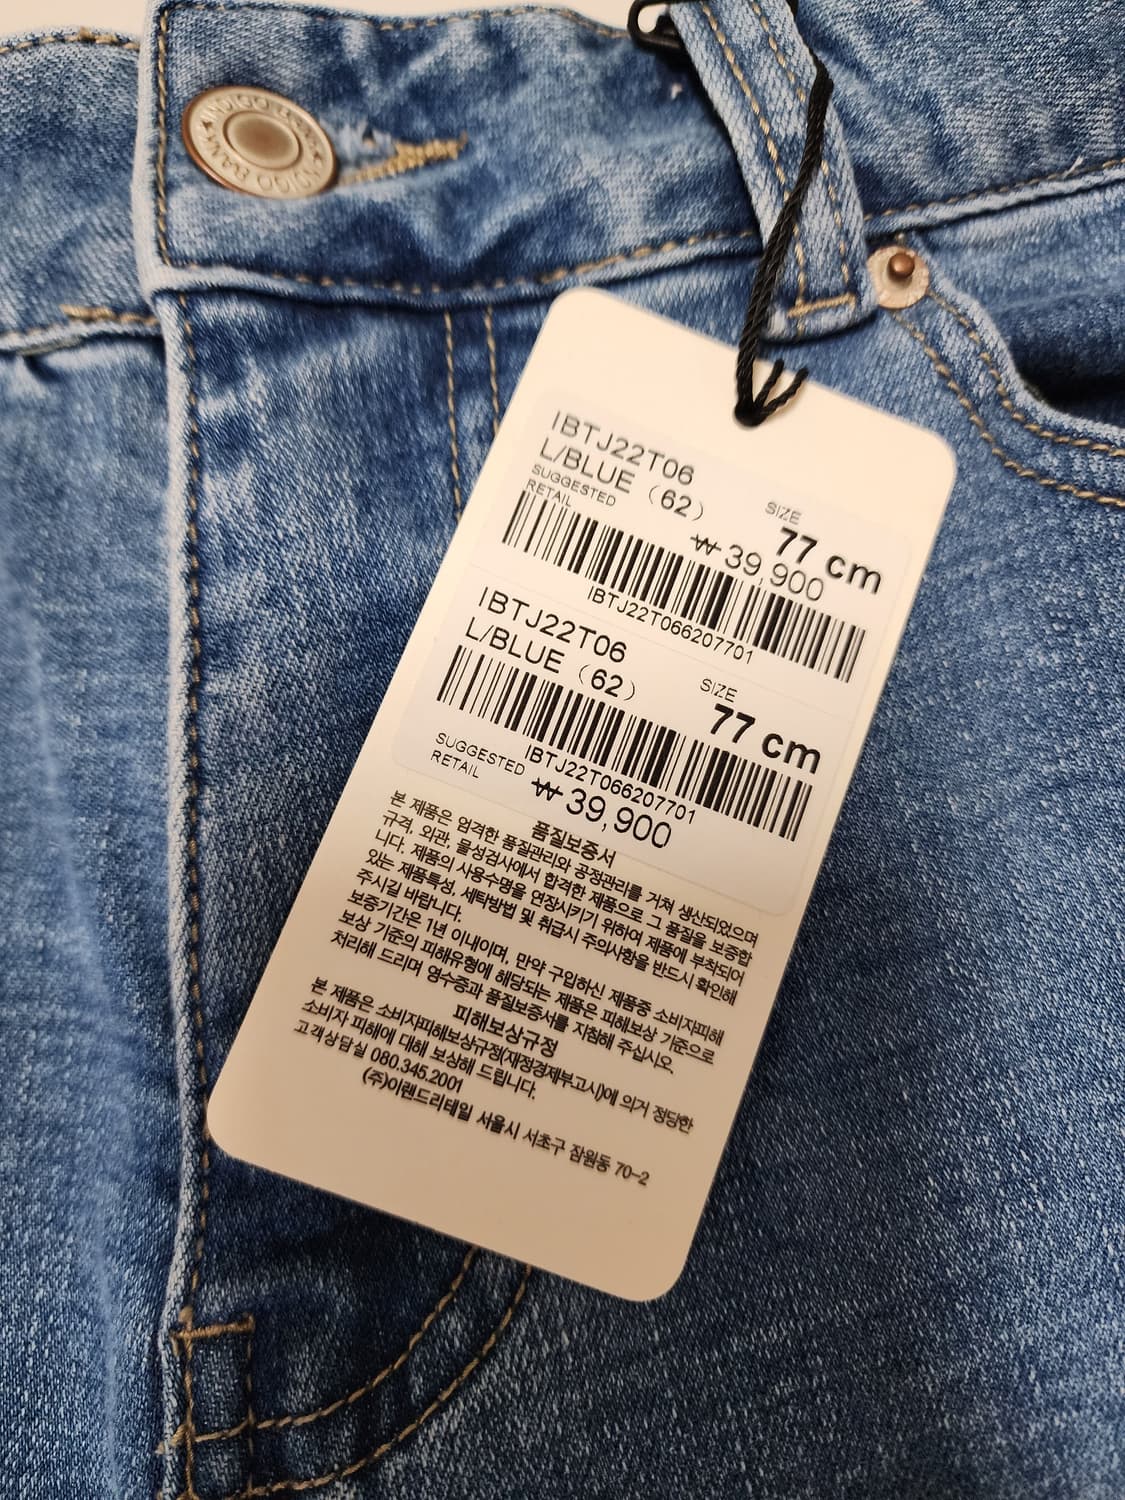 INDIGO BANK
INDIGO BANK
IBTJ22T06
L/BLUE (62)
SUGGESTED
RETAIL
SIZE
77 cm
₩ 39,900
IBTJ22T066207701
IBTJ22T06
L/BLUE (62)
SIZE
77 cm
IBTJ22T066207701
SUGGESTED
RETAIL
₩ 39,900
품질보증서
본 제품은 엄격한 품질관리와 공정관리를 거쳐 생산되었으며
규격, 외관, 물성검사에서 합격한 제품으로 그 품질을 보증합
니다. 제품의 사용수명을 연장시키기 위하여 제품에 부착되어
있는 제품특성, 세탁방법 및 취급시 주의사항을 반드시 확인해
주시길 바랍니다.
보증기간은 1년 이내이며, 만약 구입하신 제품중 소비자피해
보상 기준의 피해유형에 해당되는 제품은 피해보상 기준으로
처리해 드리며 영수증과 품질보증서를 지참해 주십시오.
피해보상규정
본 제품은 소비자피해보상규정(재정경제부고시)에 의거 정당한
소비자 피해에 대해 보상해 드립니다.
고객상담실 080.345.2001
(주)이랜드리테일 서울시 서초구 잠원동 70-2